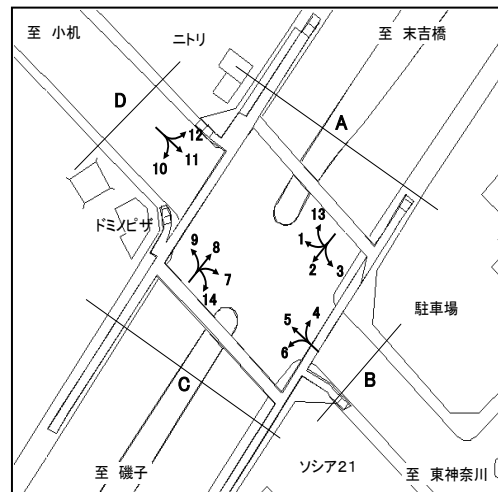 至 小机
ニトリ
至 末吉橋
D
A
12
11
10
13
1
2
3
ドミノピザ
9
8
7
14
4
5
6
駐車場
C
B
至 磯子
ソシア21
至 東神奈川